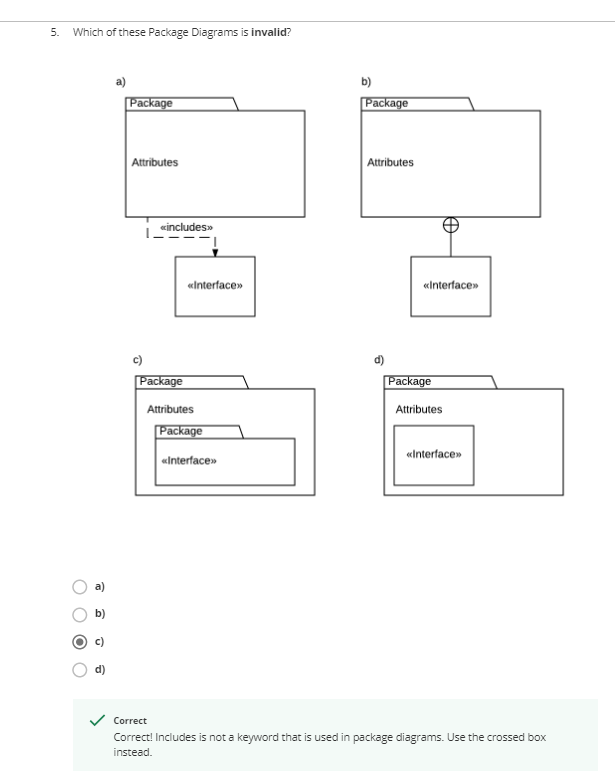 5. Which of these Package Diagrams is invalid?
a)
b)
Package
Package
Attributes
Attributes
«includes»
«Interface»
«Interface»
c)
d)
Package
Package
Attributes
Attributes
Package
«Interface»
«Interface»
a)
b)
c)
d)
Correct
Correct! Includes is not a keyword that is used in package diagrams. Use the crossed box
instead.